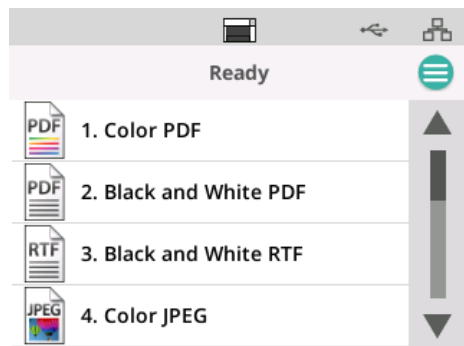 Ready
PDF
1. Color PDF
PDF
2. Black and White PDF
RTF
3. Black and White RTF
JPEG
4. Color JPEG